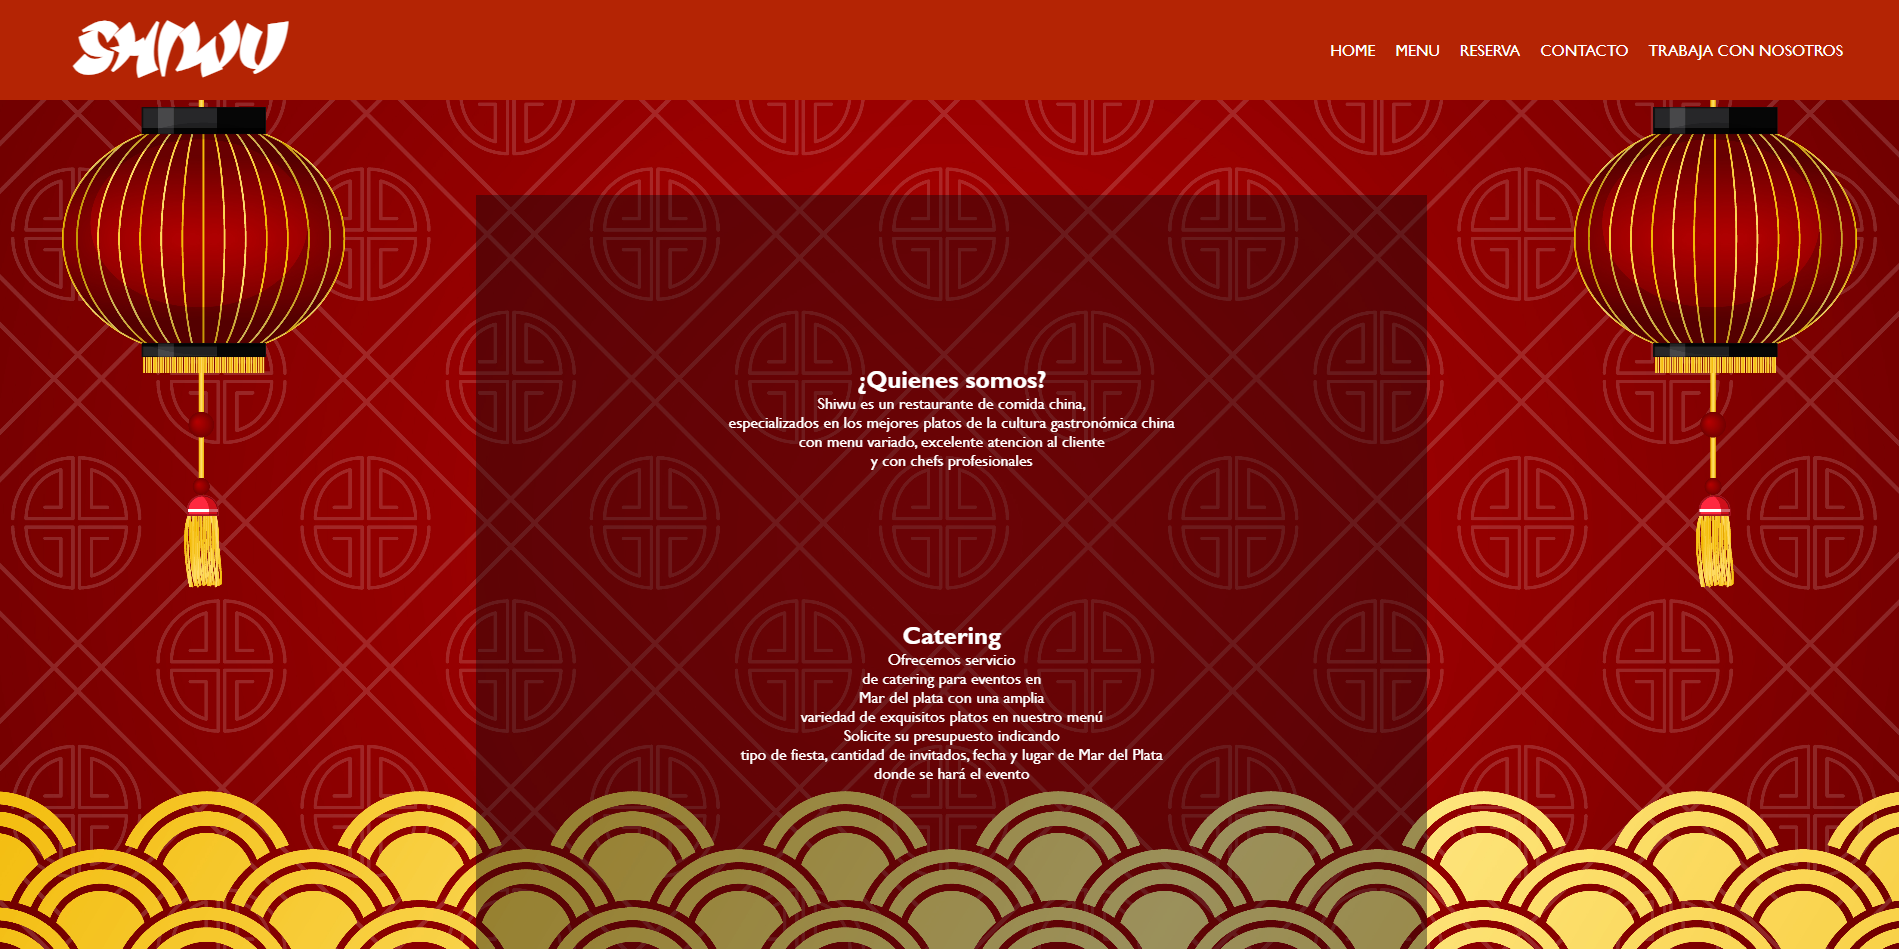 SHIWU
HOME MENU RESERVA CONTACTO TRABAJA CON NOSOTROS
¿Quienes somos?
Shiwu es un restaurante de comida china,
especializados en los mejores platos de la cultura gastronómica china
con menu variado, excelente atencion al cliente
y con chefs profesionales
Catering
Ofrecemos servicio
de catering para eventos en
Mar del plata con una amplia
variedad de exquisitos platos en nuestro menú
Solicite su presupuesto indicando
tipo de fiesta, cantidad de invitados, fecha y lugar de Mar del Plata
donde se hará el evento